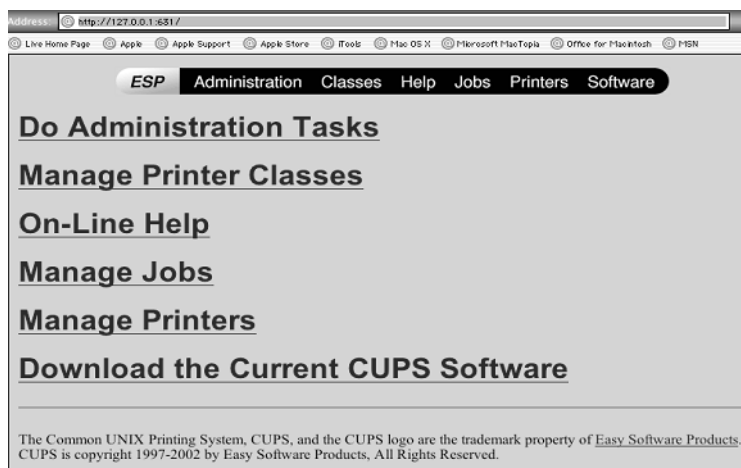 Address: http://127.0.0.1:631/
Live Home Page Apple Apple Support Apple Store iTools Mac OS X Microsoft MacTopia Office for Macintosh MSN
ESP Administration Classes Help Jobs Printers Software
Do Administration Tasks
Manage Printer Classes
On-Line Help
Manage Jobs
Manage Printers
Download the Current CUPS Software
The Common UNIX Printing System, CUPS, and the CUPS logo are the trademark property of Easy Software Products.
CUPS is copyright 1997-2002 by Easy Software Products, All Rights Reserved.